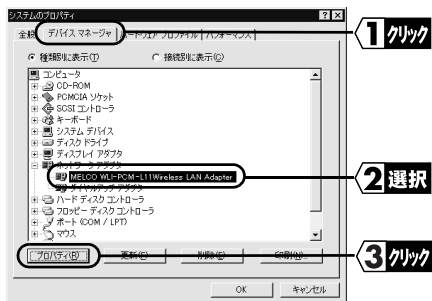 システムのプロパティ
全般 デバイス マネージャ ハードウェア プロファイル パフォーマンス
1 クリック
種類別に表示(T) 接続別に表示(C)
コンピュータ
CD-ROM
PCMCIA ソケット
SCSI コントローラ
キーボード
システム デバイス
ディスク ドライブ
ディスプレイ アダプタ
ネットワーク アダプタ
MELCO WLI-PCM-L11Wireless LAN Adapter
2 選択
ダイヤルアップ アダプタ
ハード ディスク コントローラ
フロッピー ディスク コントローラ
ポート (COM / LPT)
マウス
プロパティ(R) 更新(F) 削除(E) 印刷(N)...
3 クリック
OK キャンセル